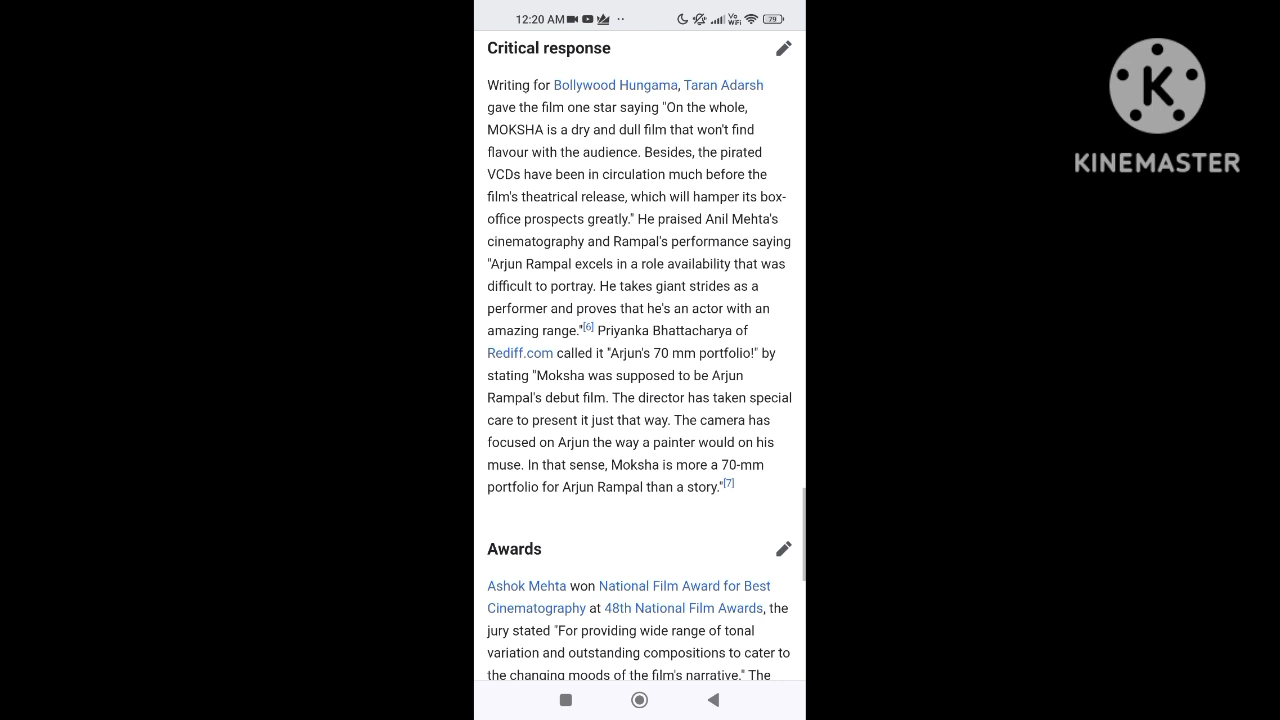 12:20 AM
Vo
WiFi
79
Critical response
Writing for Bollywood Hungama, Taran Adarsh
gave the film one star saying "On the whole,
MOKSHA is a dry and dull film that won't find
flavour with the audience. Besides, the pirated
VCDs have been in circulation much before the
film's theatrical release, which will hamper its box-
office prospects greatly." He praised Anil Mehta's
cinematography and Rampal's performance saying
"Arjun Rampal excels in a role availability that was
difficult to portray. He takes giant strides as a
performer and proves that he's an actor with an
amazing range."[6] Priyanka Bhattacharya of
Rediff.com called it "Arjun's 70 mm portfolio!" by
stating "Moksha was supposed to be Arjun
Rampal's debut film. The director has taken special
care to present it just that way. The camera has
focused on Arjun the way a painter would on his
muse. In that sense, Moksha is more a 70-mm
portfolio for Arjun Rampal than a story."[7]
Awards
Ashok Mehta won National Film Award for Best
Cinematography at 48th National Film Awards, the
jury stated "For providing wide range of tonal
variation and outstanding compositions to cater to
the changing moods of the film's narrative." The
K
KINEMASTER